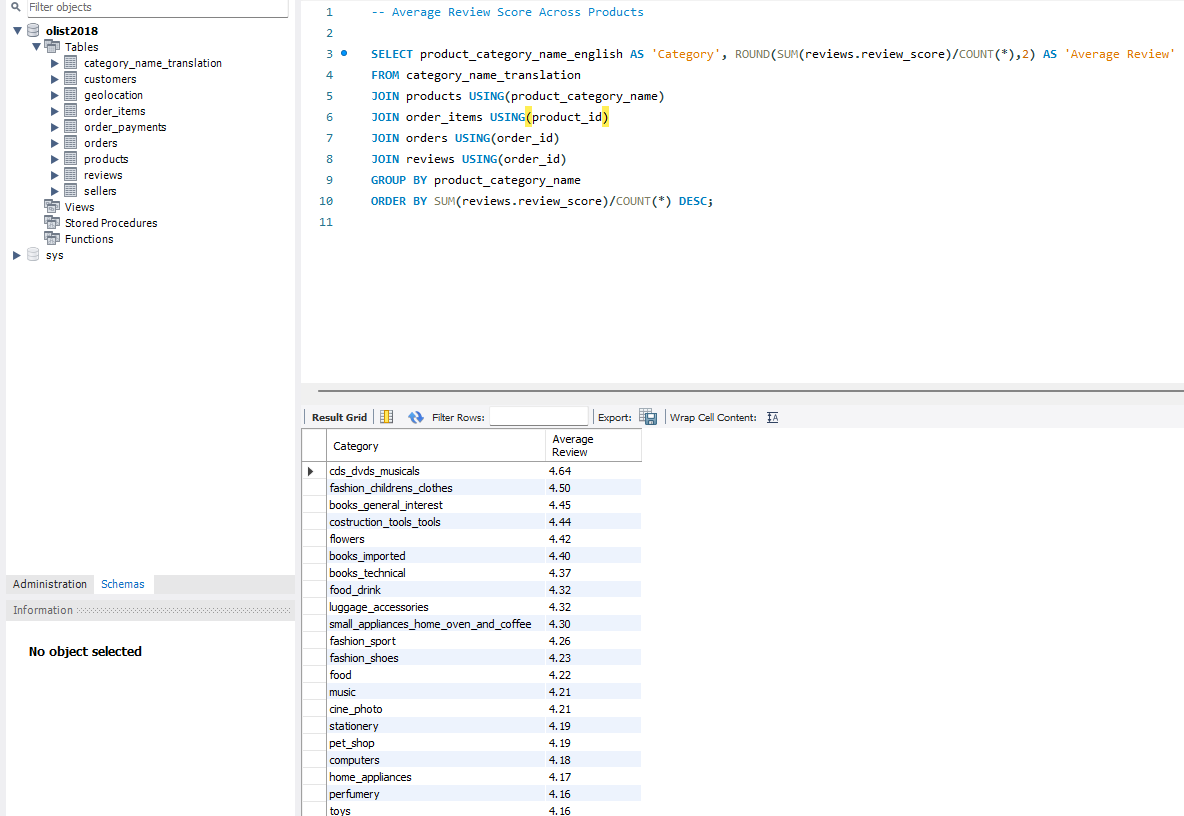 Filter objects
olist2018
Tables
category_name_translation
customers
geolocation
order_items
order_payments
orders
products
reviews
sellers
Views
Stored Procedures
Functions
sys
Administration Schemas
Information
No object selected
1 -- Average Review Score Across Products
2
3 SELECT product_category_name_english AS 'Category', ROUND(SUM(reviews.review_score)/COUNT(*),2) AS 'Average Review'
4 FROM category_name_translation
5 JOIN products USING(product_category_name)
6 JOIN order_items USING(product_id)
7 JOIN orders USING(order_id)
8 JOIN reviews USING(order_id)
9 GROUP BY product_category_name
10 ORDER BY SUM(reviews.review_score)/COUNT(*) DESC;
11
Result Grid Filter Rows: Export: Wrap Cell Content: IA
Category Average
Review
cds_dvds_musicals 4.64
fashion_childrens_clothes 4.50
books_general_interest 4.45
costruction_tools_tools 4.44
flowers 4.42
books_imported 4.40
books_technical 4.37
food_drink 4.32
luggage_accessories 4.32
small_appliances_home_oven_and_coffee 4.30
fashion_sport 4.26
fashion_shoes 4.23
food 4.22
music 4.21
cine_photo 4.21
stationery 4.19
pet_shop 4.19
computers 4.18
home_appliances 4.17
perfumery 4.16
toys 4.16